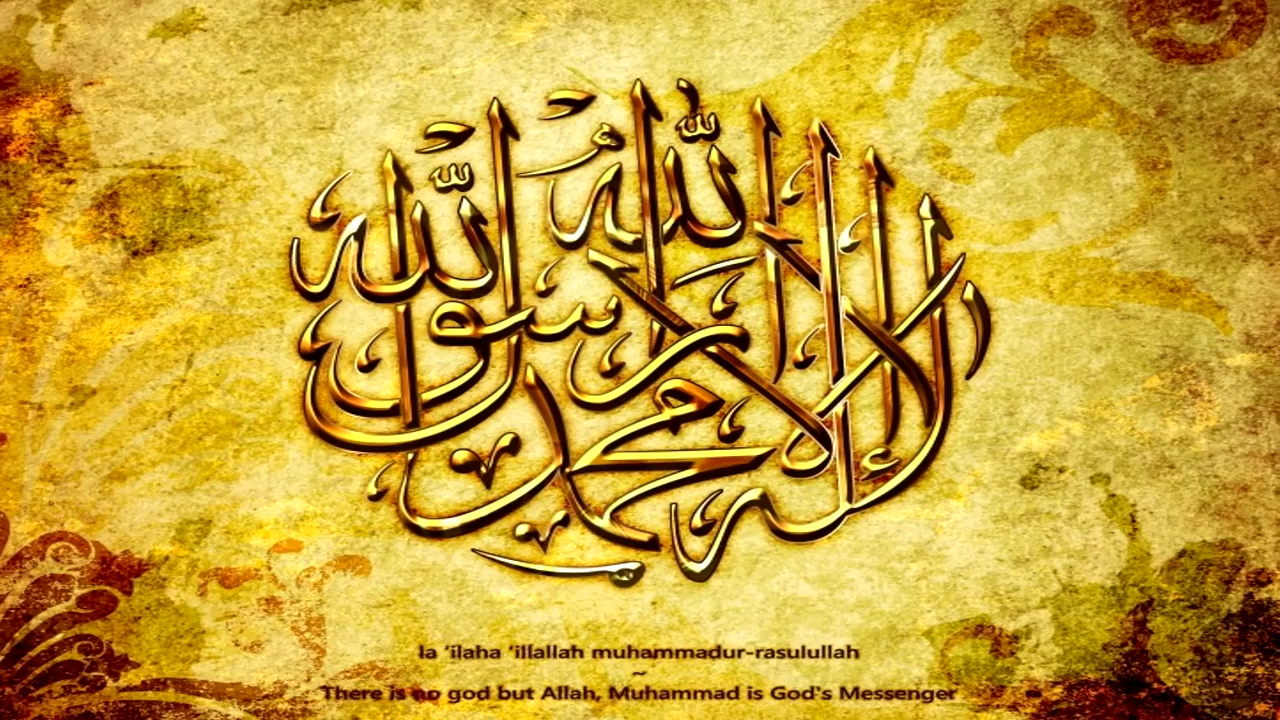 لا إله إلا الله محمد رسول الله
la ‘ilaha ‘illallah muhammadur-rasulullah
~
There is no god but Allah, Muhammad is God's Messenger